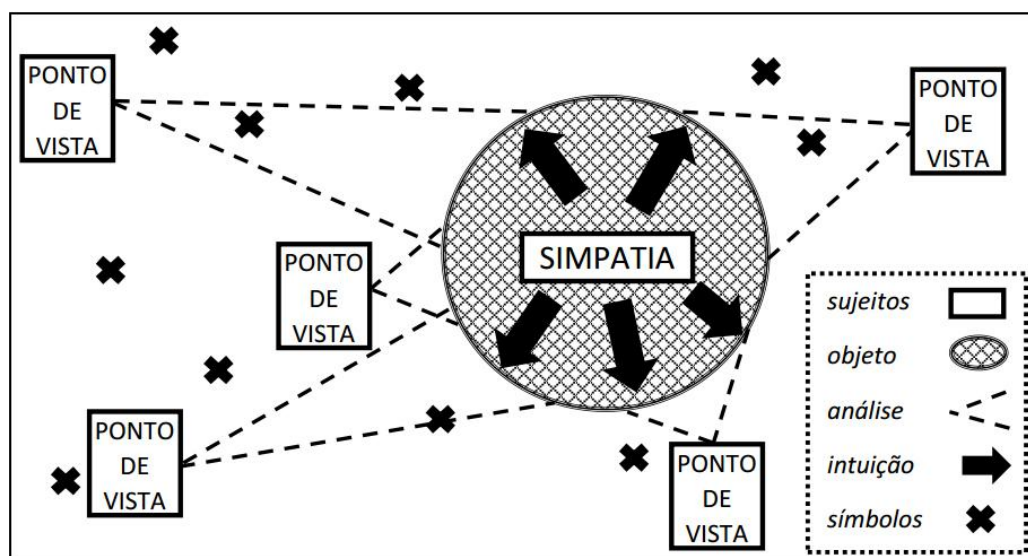 PONTO
DE
VISTA
PONTO
DE
VISTA
SIMPATIA
PONTO
DE
VISTA
PONTO
DE
VISTA
PONTO
DE
VISTA
sujeitos
objeto
análise
intuição
símbolos